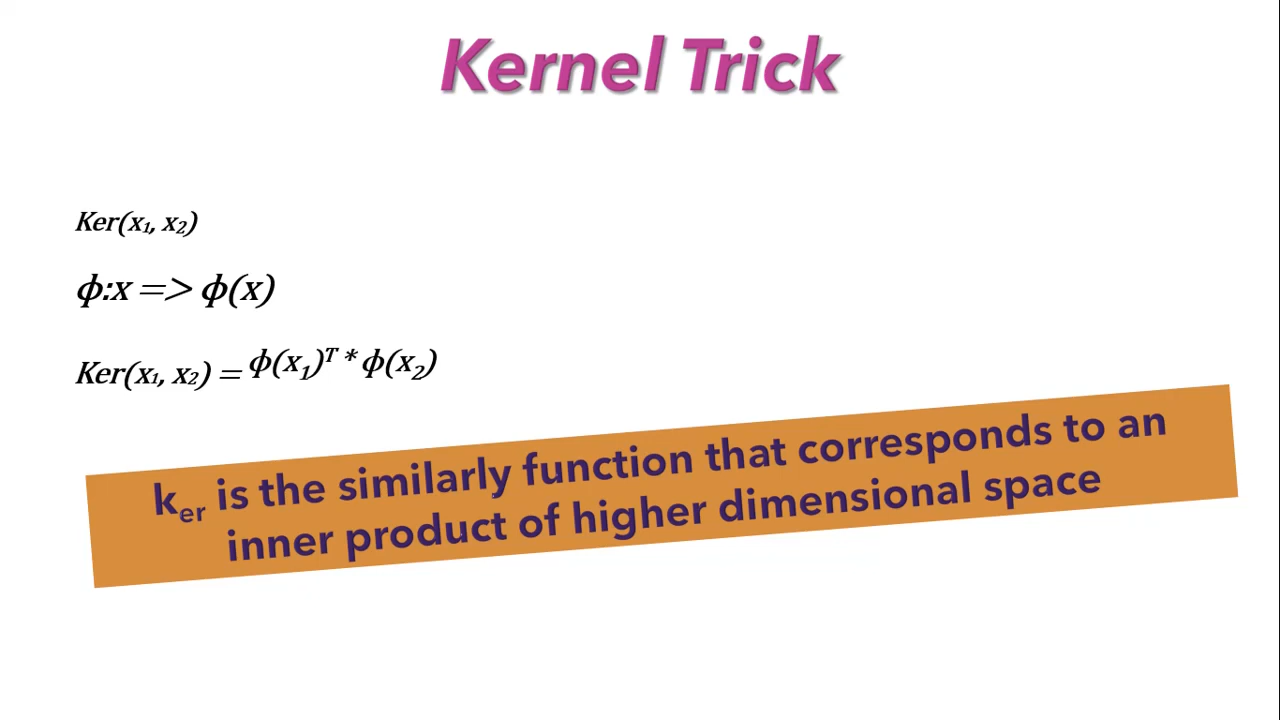 Kernel Trick
Ker(x₁, x₂)
ϕ:x => ϕ(x)
Ker(x₁, x₂) = ϕ(x₁)ᵀ * ϕ(x₂)
kₑᵣ is the similarly function that corresponds to an
inner product of higher dimensional space